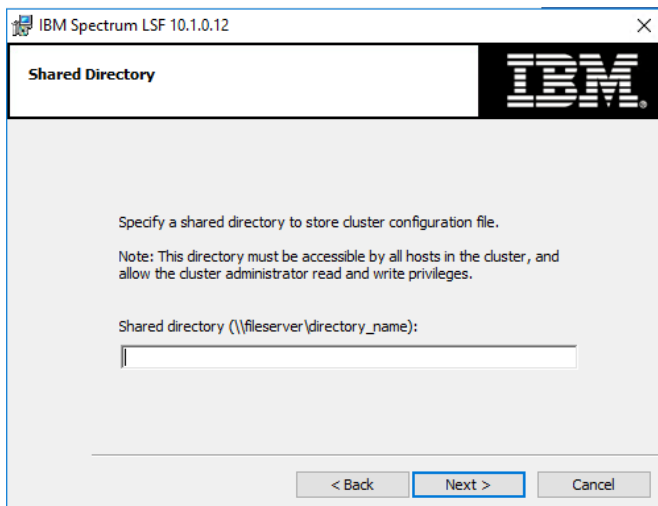 IBM Spectrum LSF 10.1.0.12
Shared Directory
IBM®
Specify a shared directory to store cluster configuration file.
Note: This directory must be accessible by all hosts in the cluster, and
allow the cluster administrator read and write privileges.
Shared directory (\\fileserver\directory_name):
< Back
Next >
Cancel